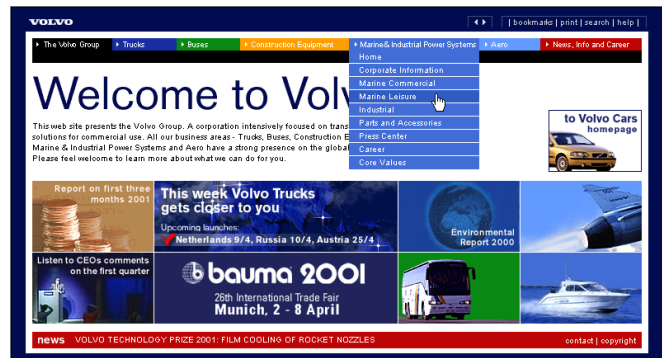 VOLVO
| bookmarks | print | search | help |
The Volvo Group
Trucks
Buses
Construction Equipment
Marine& Industrial Power Systems
Aero
News, Info and Career
Home
Corporate Information
Marine Commercial
Marine Leisure
Industrial
Parts and Accessories
Press Center
Career
Core Values
Welcome to Vol
This web site presents the Volvo Group. A corporation intensively focused on trans
solutions for commercial use. All our business areas - Trucks, Buses, Construction E
Marine & Industrial Power Systems and Aero have a strong presence on the global
Please feel welcome to learn more about what we can do for you.
to Volvo Cars
homepage
Report on first three
months 2001
This week Volvo Trucks
gets closer to you
Upcoming launches:
Netherlands 9/4, Russia 10/4, Austria 25/4
Environmental
Report 2000
Listen to CEOs comments
on the first quarter
bauma 2001
26th International Trade Fair
Munich, 2 - 8 April
news VOLVO TECHNOLOGY PRIZE 2001: FILM COOLING OF ROCKET NOZZLES
contact | copyright